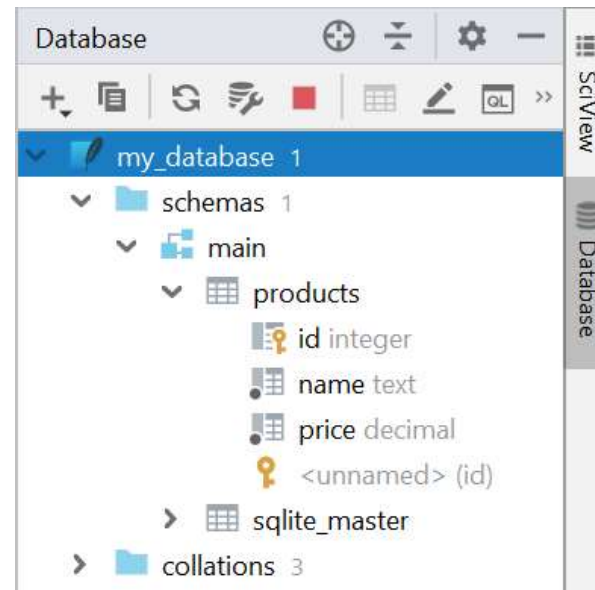 Database
QL
»
my_database 1
schemas 1
main
products
id integer
name text
price decimal
<unnamed> (id)
sqlite_master
collations 3
SciView
Database